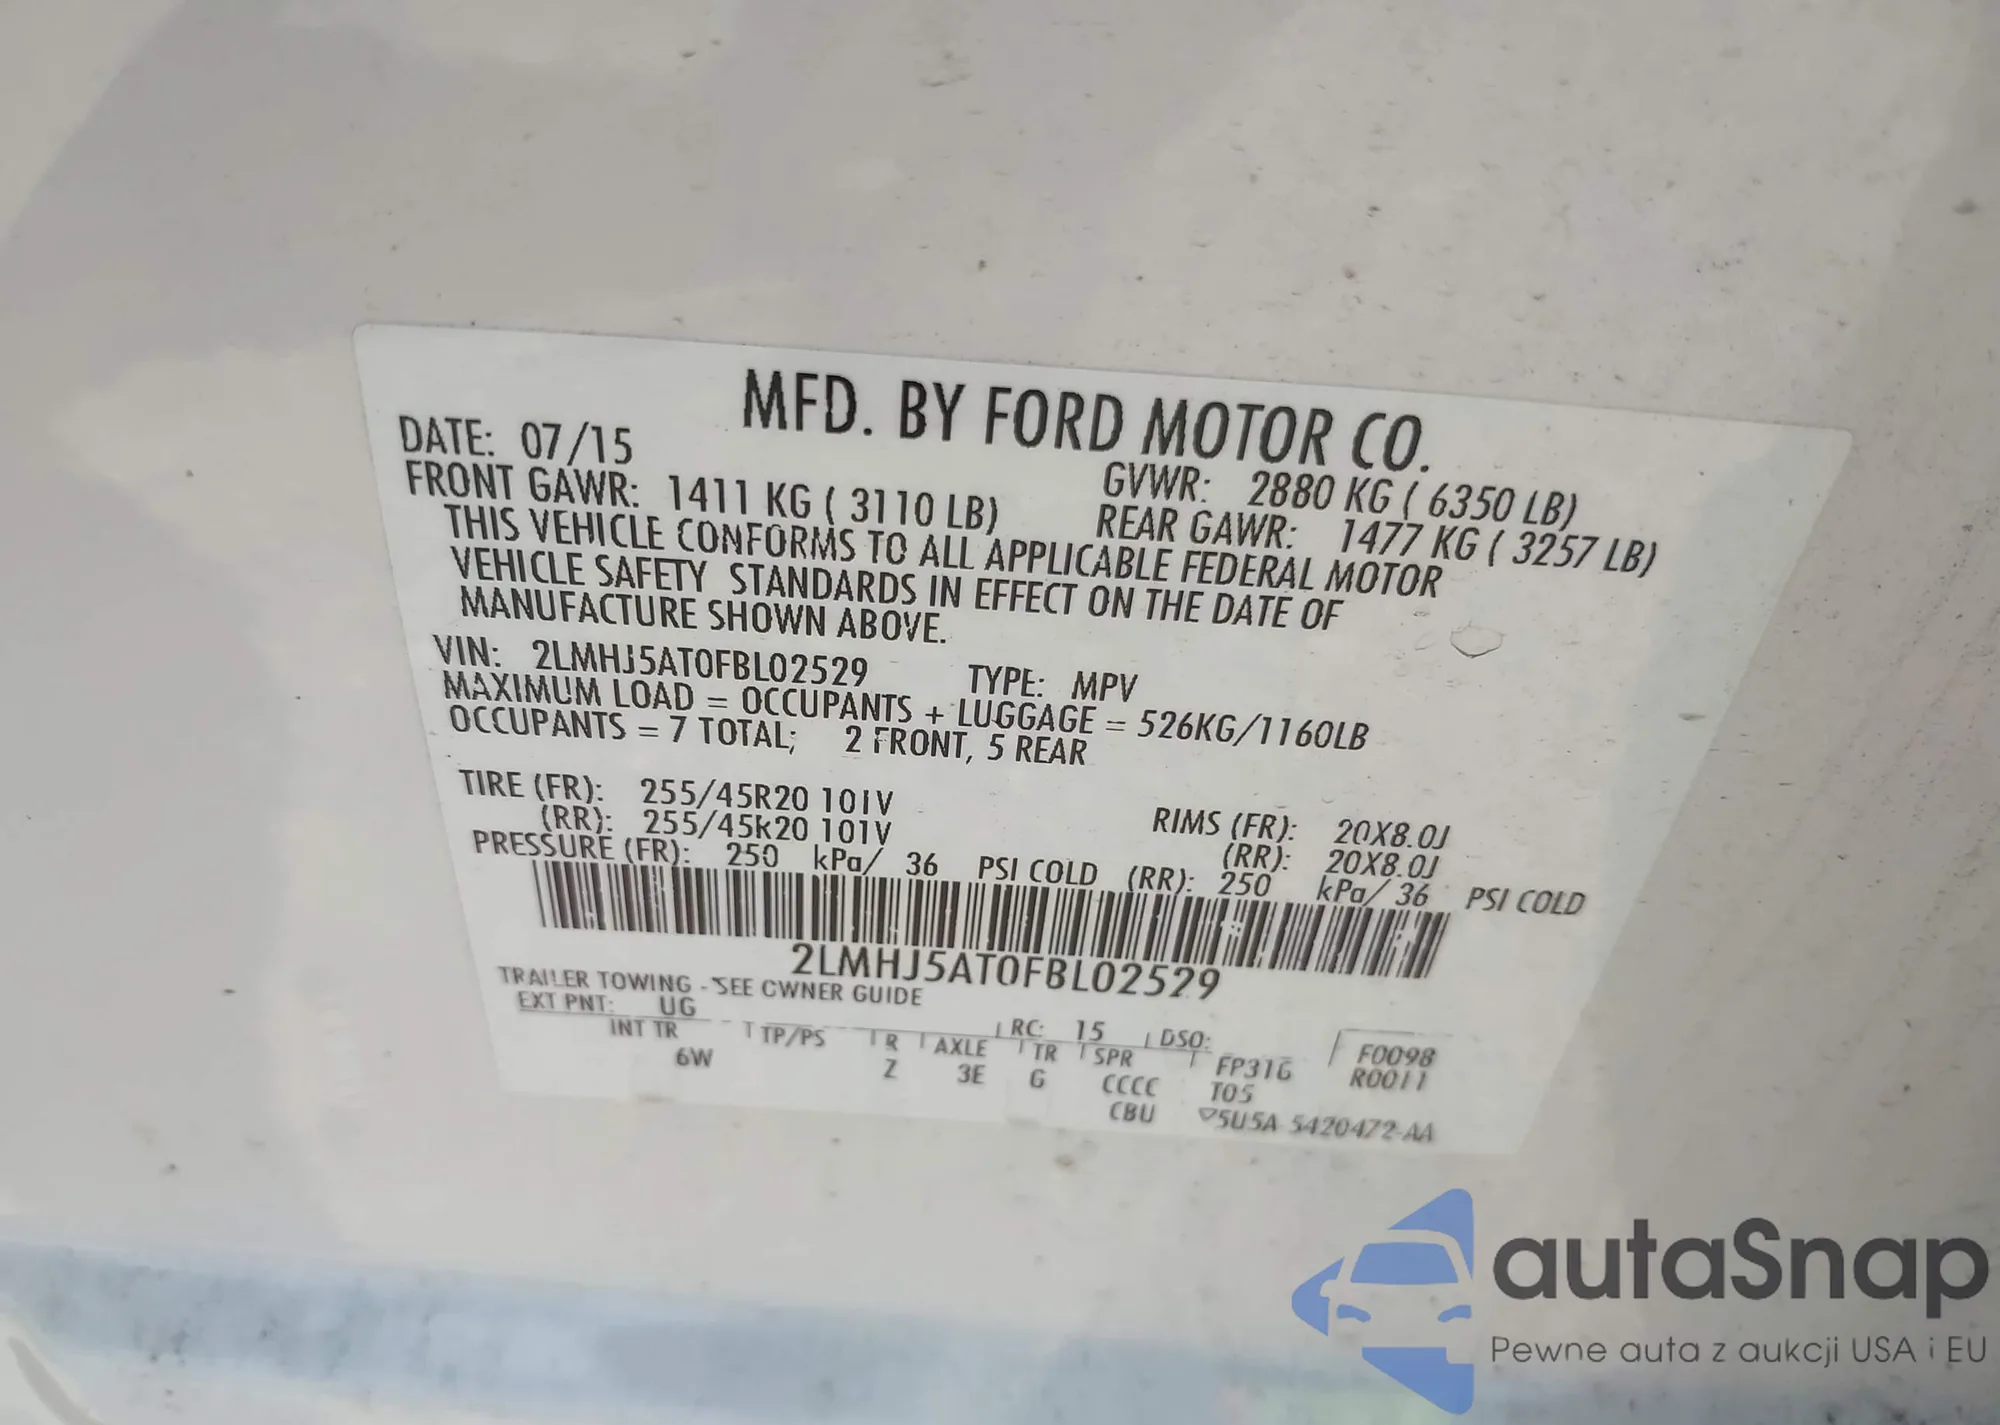 MFD. BY FORD MOTOR CO.
DATE: 07/15 GVWR: 2880 KG ( 6350 LB)
FRONT GAWR: 1411 KG ( 3110 LB) REAR GAWR: 1477 KG ( 3257 LB)
THIS VEHICLE CONFORMS TO ALL APPLICABLE FEDERAL MOTOR
VEHICLE SAFETY STANDARDS IN EFFECT ON THE DATE OF
MANUFACTURE SHOWN ABOVE.
VIN: 2LMHJ5AT0FBL02529 TYPE: MPV
MAXIMUM LOAD = OCCUPANTS + LUGGAGE = 526KG/1160LB
OCCUPANTS = 7 TOTAL; 2 FRONT, 5 REAR
TIRE (FR): 255/45R20 101V RIMS (FR): 20X8.0J
(RR): 255/45R20 101V (RR): 20X8.0J
PRESSURE (FR): 250 kPa/ 36 PSI COLD (RR): 250 kPa/ 36 PSI COLD
2LMHJ5AT0FBL02529
TRAILER TOWING - SEE OWNER GUIDE
EXT PNT: UG RC: 15 DSO: F0098
INT TR TP/PS R AXLE TR SPR FP31G R0011
6W Z 3E G CCCC T05
CBU ▽5U5A 5420472-AA
autaSnap
Pewne auta z aukcji USA i EU